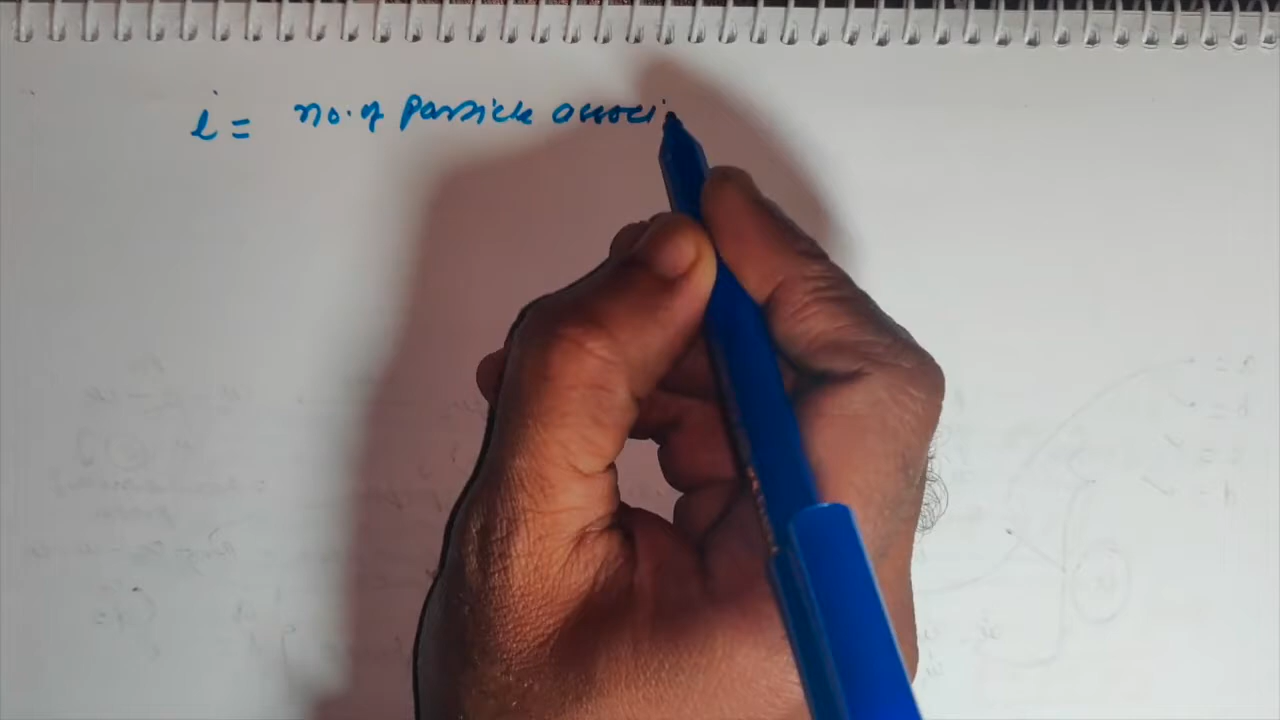 i = no. of Particle associ